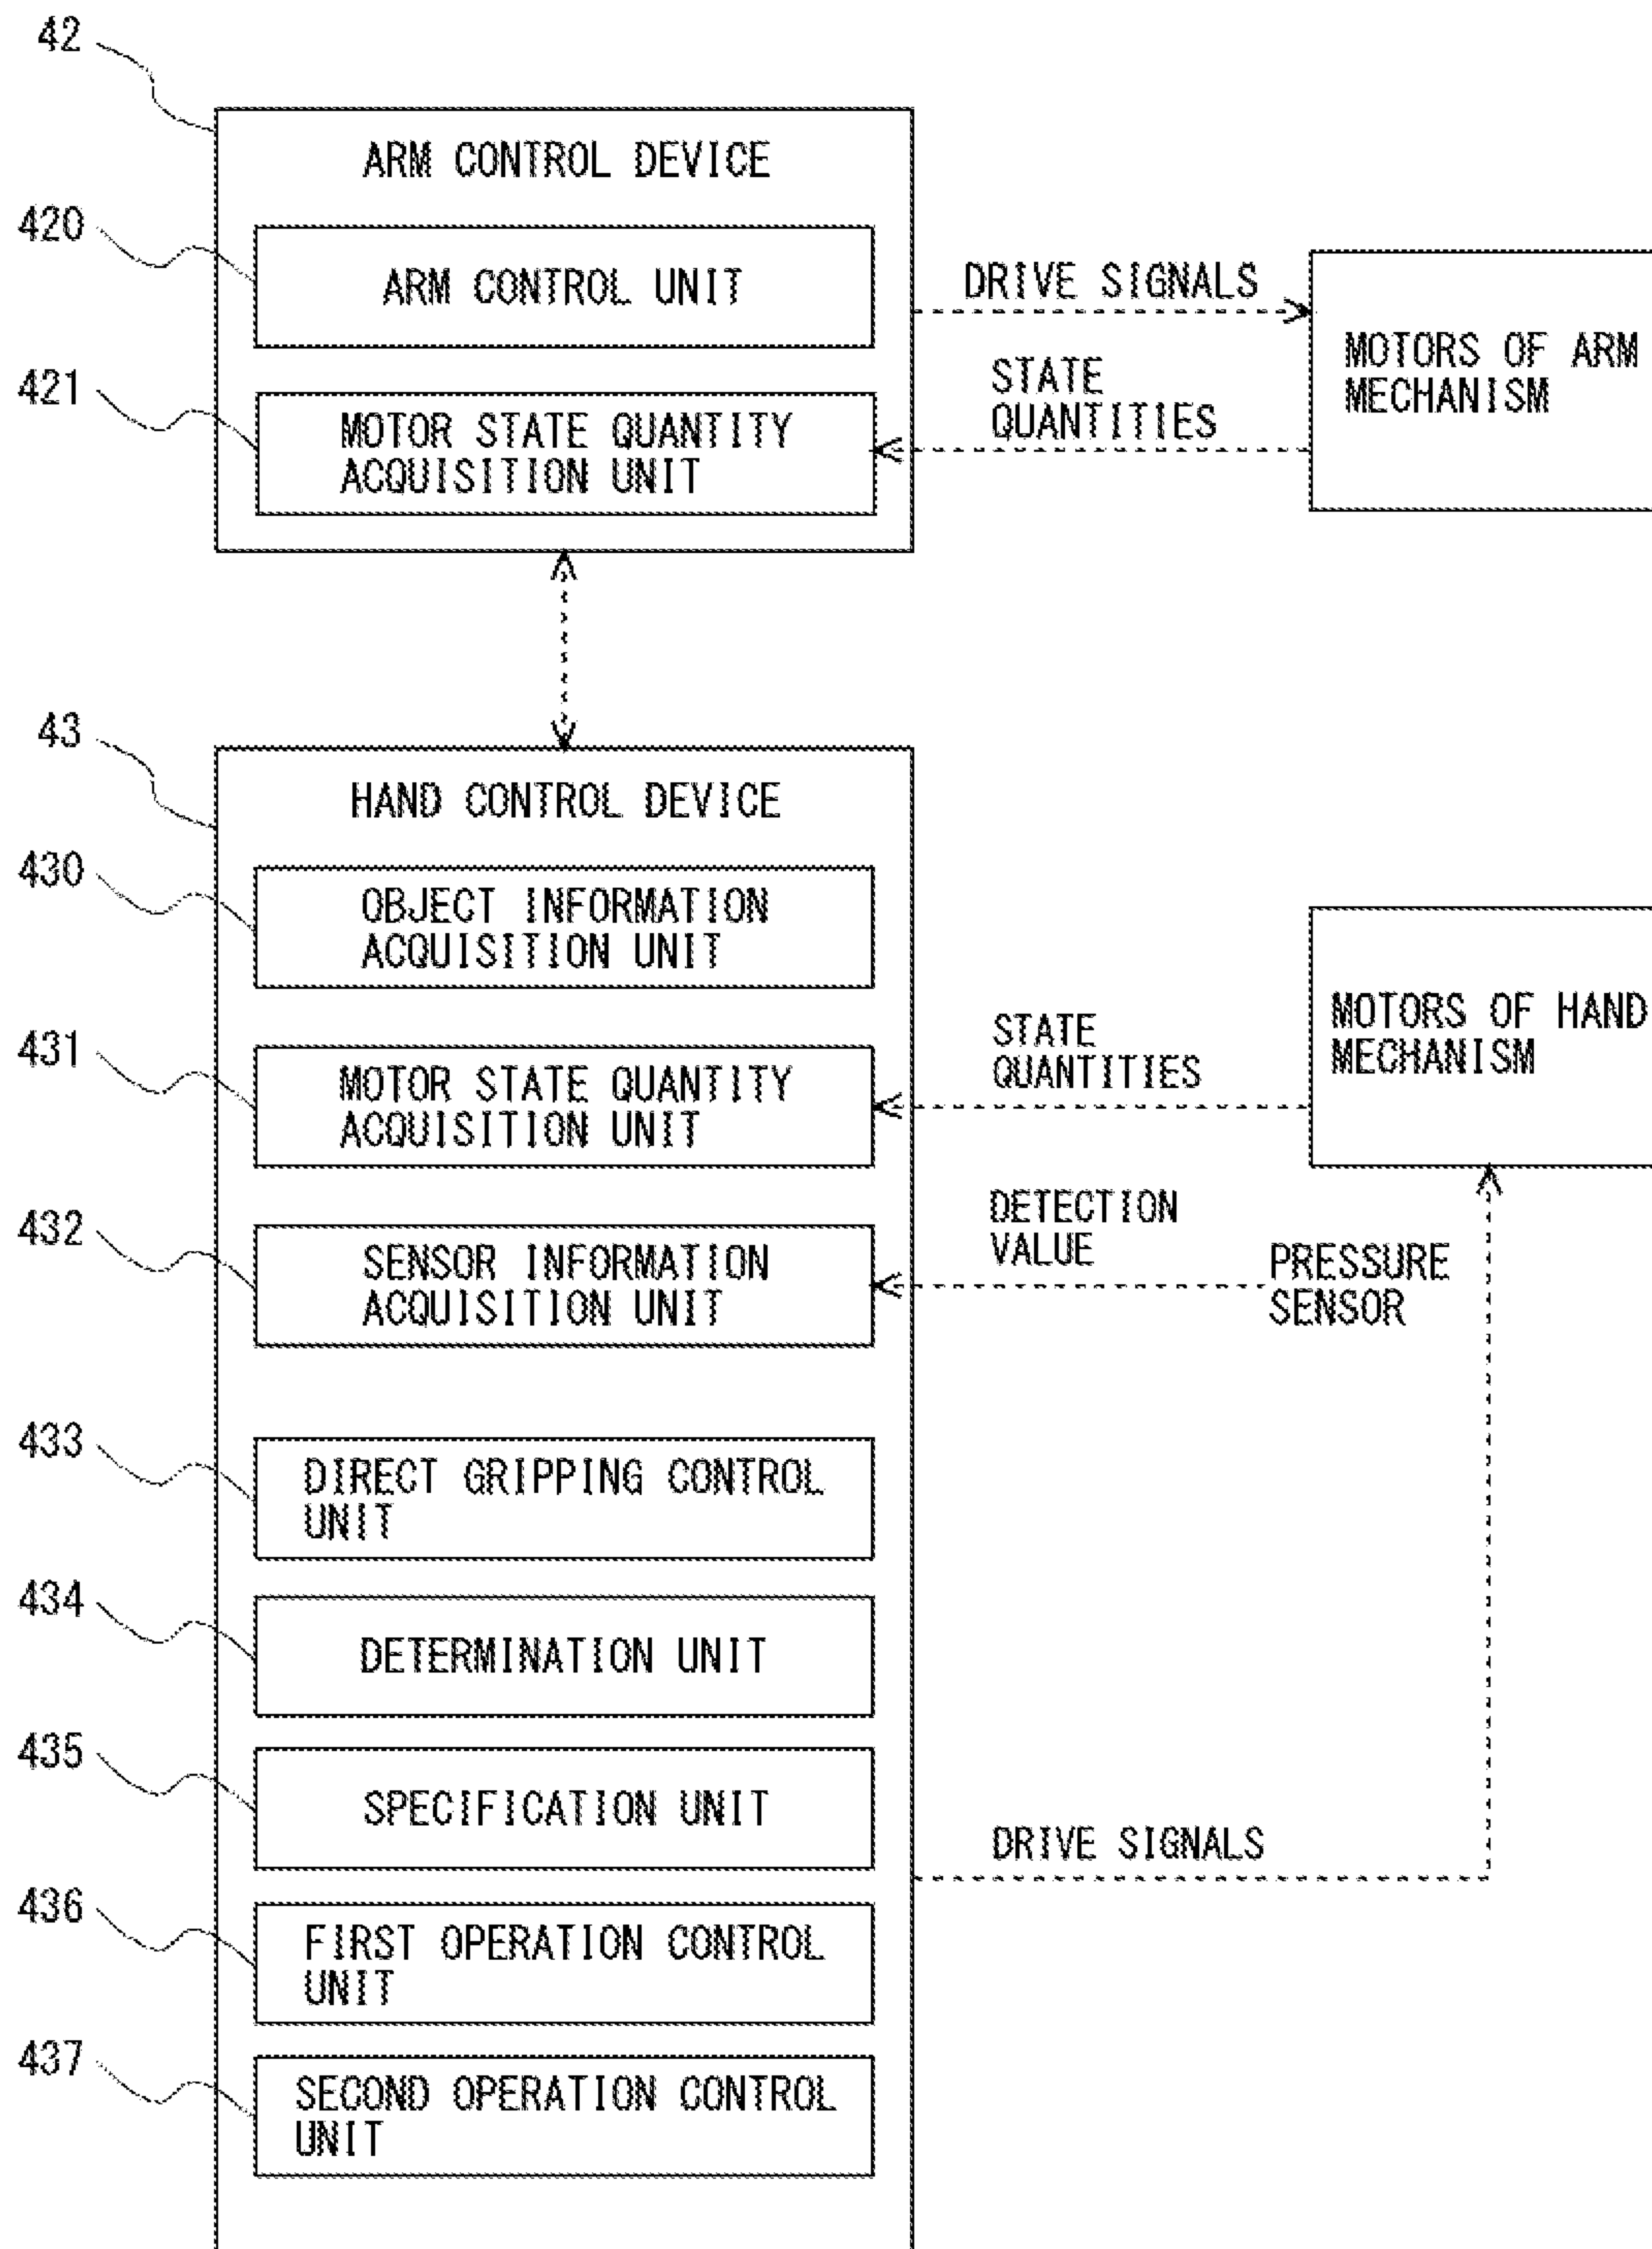 42
ARM CONTROL DEVICE
420
ARM CONTROL UNIT
421
MOTOR STATE QUANTITY
ACQUISITION UNIT
DRIVE SIGNALS
STATE
QUANTITIES
MOTORS OF ARM
MECHANISM
43
HAND CONTROL DEVICE
430
OBJECT INFORMATION
ACQUISITION UNIT
431
MOTOR STATE QUANTITY
ACQUISITION UNIT
STATE
QUANTITIES
MOTORS OF HAND
MECHANISM
432
SENSOR INFORMATION
ACQUISITION UNIT
DETECTION
VALUE
PRESSURE
SENSOR
433
DIRECT GRIPPING CONTROL
UNIT
434
DETERMINATION UNIT
435
SPECIFICATION UNIT
DRIVE SIGNALS
436
FIRST OPERATION CONTROL
UNIT
437
SECOND OPERATION CONTROL
UNIT